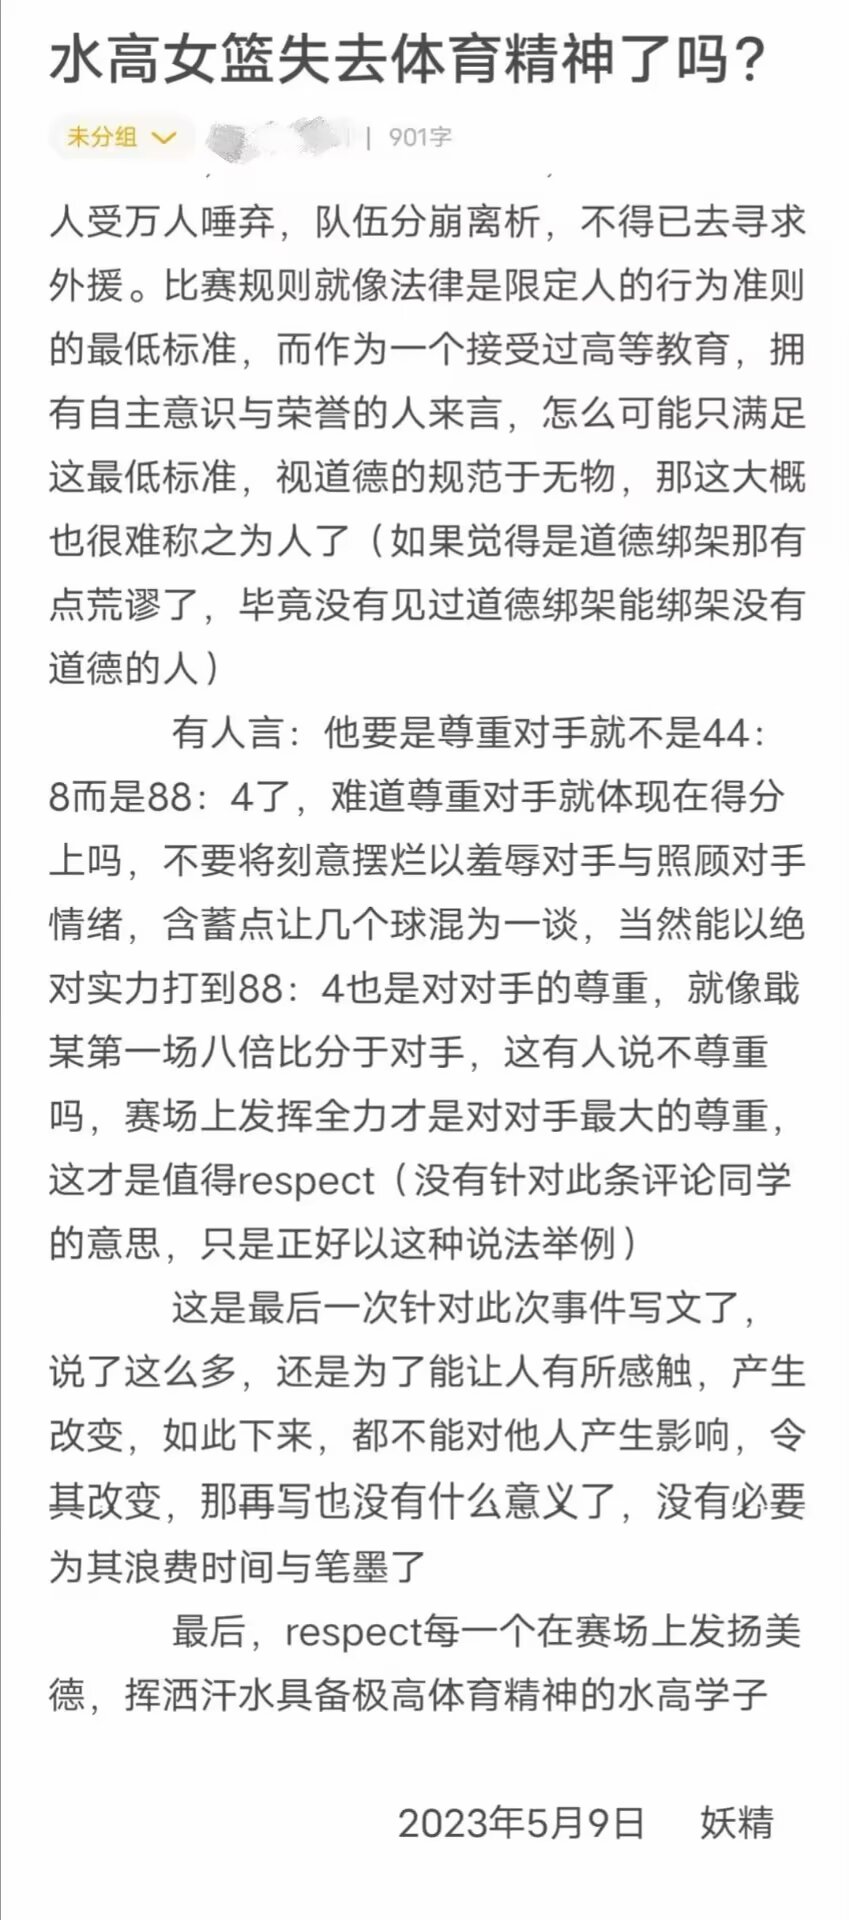 水高女篮失去体育精神了吗？
未分组 | 901字
人受万人唾弃，队伍分崩离析，不得已去寻求
外援。比赛规则就像法律是限定人的行为准则
的最低标准，而作为一个接受过高等教育，拥
有自主意识与荣誉的人来言，怎么可能只满足
这最低标准，视道德的规范于无物，那这大概
也很难称之为人了（如果觉得是道德绑架那有
点荒谬了，毕竟没有见过道德绑架能绑架没有
道德的人）
有人言：他要是尊重对手就不是44：
8而是88：4了，难道尊重对手就体现在得分
上吗，不要将刻意摆烂以羞辱对手与照顾对手
情绪，含蓄点让几个球混为一谈，当然能以绝
对实力打到88：4也是对对手的尊重，就像戢
某第一场八倍比分于对手，这有人说不尊重
吗，赛场上发挥全力才是对对手最大的尊重，
这才是值得respect（没有针对此条评论同学
的意思，只是正好以这种说法举例）
这是最后一次针对此次事件写文了，
说了这么多，还是为了能让人有所感触，产生
改变，如此下来，都不能对他人产生影响，令
其改变，那再写也没有什么意义了，没有必要
为其浪费时间与笔墨了
最后，respect每一个在赛场上发扬美
德，挥洒汗水具备极高体育精神的水高学子
2023年5月9日 妖精